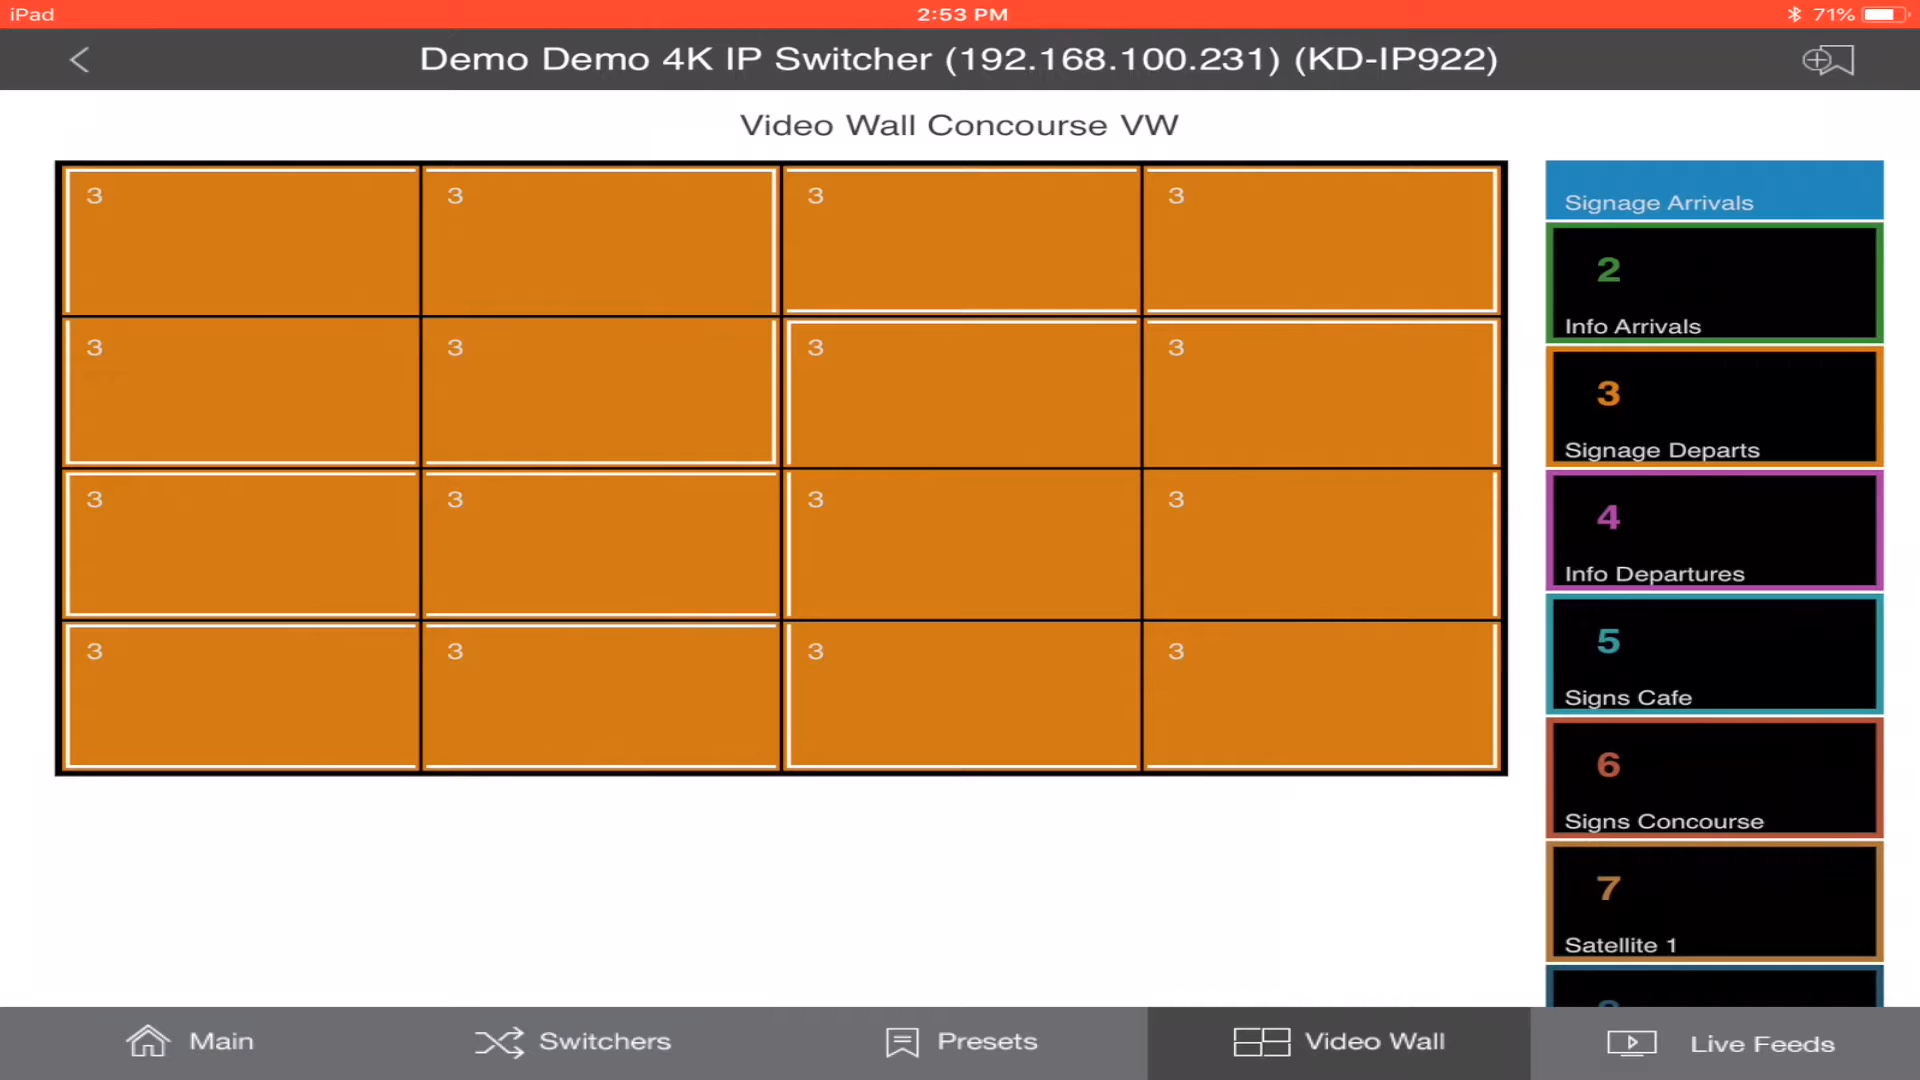 iPad
2:53 PM
71%
Demo Demo 4K IP Switcher (192.168.100.231) (KD-IP922)
Video Wall Concourse VW
3 3 3 3
3 3 3 3
3 3 3 3
3 3 3 3
Signage Arrivals
2
Info Arrivals
3
Signage Departs
4
Info Departures
5
Signs Cafe
6
Signs Concourse
7
Satellite 1
Main
Switchers
Presets
Video Wall
Live Feeds